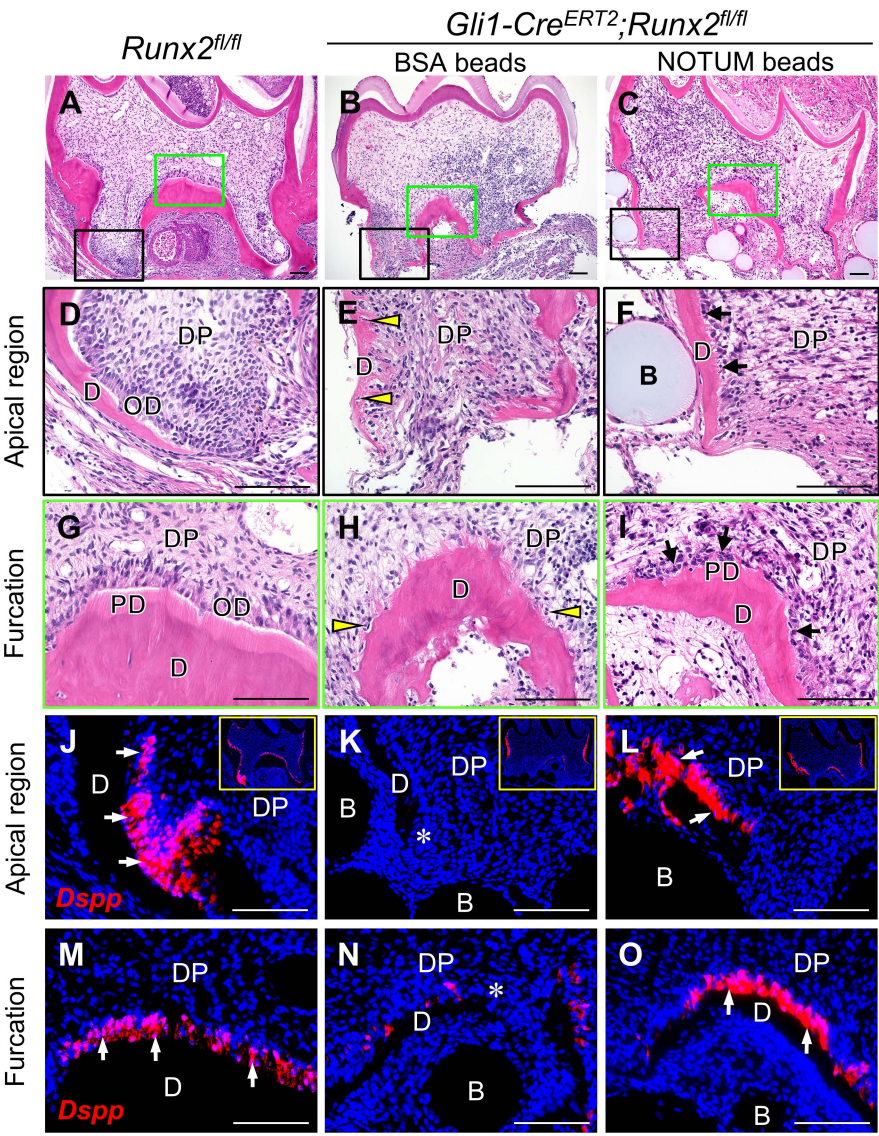 Runx2fl/fl
Gli1-CreERT2;Runx2fl/fl
BSA beads
NOTUM beads
A
B
C
Apical region
D
DP
D
OD
E
DP
D
F
DP
D
B
Furcation
G
DP
PD
OD
D
H
DP
D
I
DP
PD
D
Apical region
J
D
DP
Dspp
K
DP
D
B
*
B
L
DP
B
Furcation
M
DP
D
Dspp
N
DP
*
D
B
O
DP
D
B